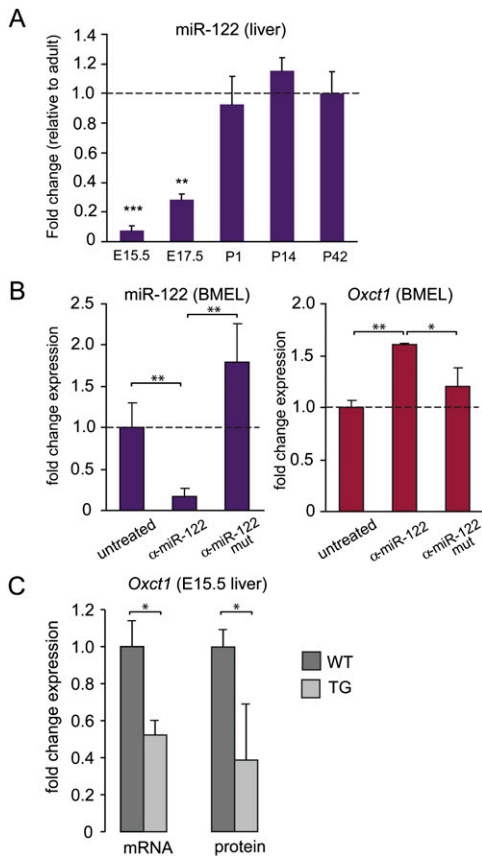 A
miR-122 (liver)
Fold change (relative to adult)
1.4
1.2
1.0
0.8
0.6
0.4
0.2
0
***
**
E15.5 E17.5 P1 P14 P42
B
miR-122 (BMEL)
fold change expression
2.5
2.0
1.5
1.0
0.5
0
**
**
untreated
α-miR-122
α-miR-122
mut
Oxct1 (BMEL)
fold change expression
2.0
1.5
1.0
0.5
0
** *
untreated
α-miR-122
α-miR-122
mut
C
Oxct1 (E15.5 liver)
fold change expression
1.2
1.0
0.8
0.6
0.4
0.2
0
* *
mRNA protein
WT
TG